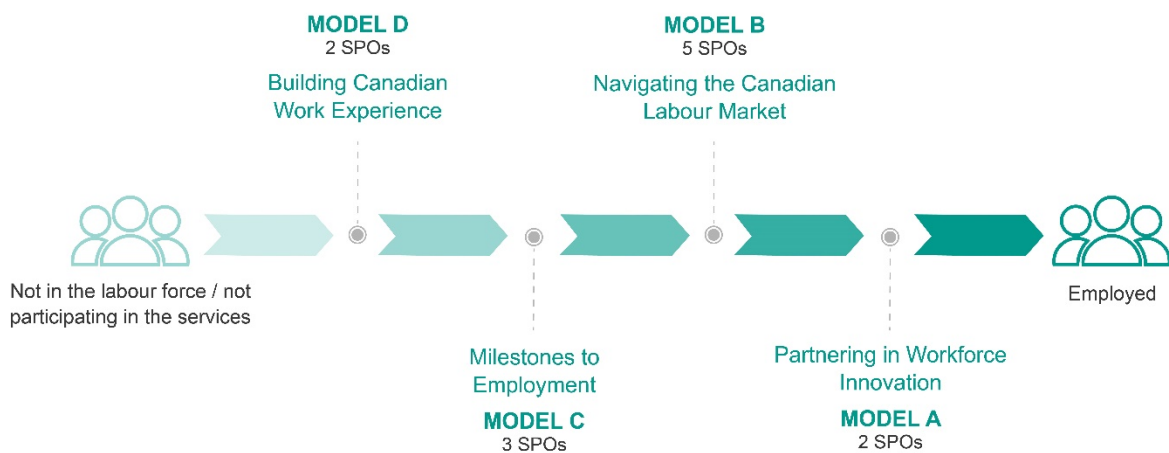 MODEL D
2 SPOs
Building Canadian
Work Experience
MODEL B
5 SPOs
Navigating the Canadian
Labour Market
Not in the labour force / not
participating in the services
Employed
Milestones to
Employment
MODEL C
3 SPOs
Partnering in Workforce
Innovation
MODEL A
2 SPOs